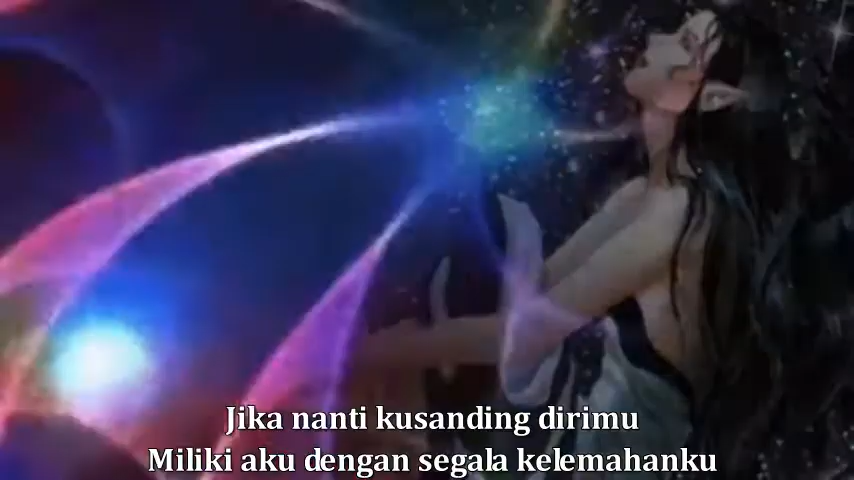 Jika nanti kusanding dirimu
Miliki aku dengan segala kelemahanku